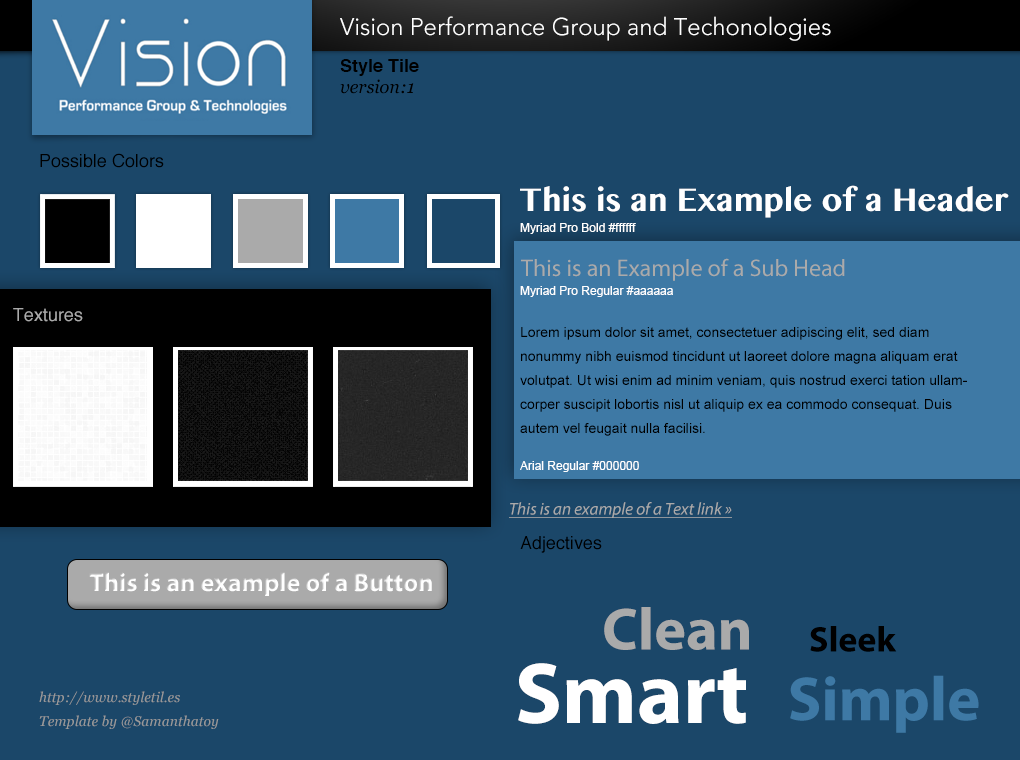 Vision
Performance Group & Technologies
Vision Performance Group and Techonologies
Style Tile
version:1
Possible Colors
Textures
This is an example of a Button
http://www.styletil.es
Template by @Samanthatoy
This is an Example of a Header
Myriad Pro Bold #ffffff
This is an Example of a Sub Head
Myriad Pro Regular #aaaaaa
Lorem ipsum dolor sit amet, consectetuer adipiscing elit, sed diam
nonummy nibh euismod tincidunt ut laoreet dolore magna aliquam erat
volutpat. Ut wisi enim ad minim veniam, quis nostrud exerci tation ullam-
corper suscipit lobortis nisl ut aliquip ex ea commodo consequat. Duis
autem vel feugait nulla facilisi.
Arial Regular #000000
This is an example of a Text link »
Adjectives
Clean
Sleek
Smart
Simple